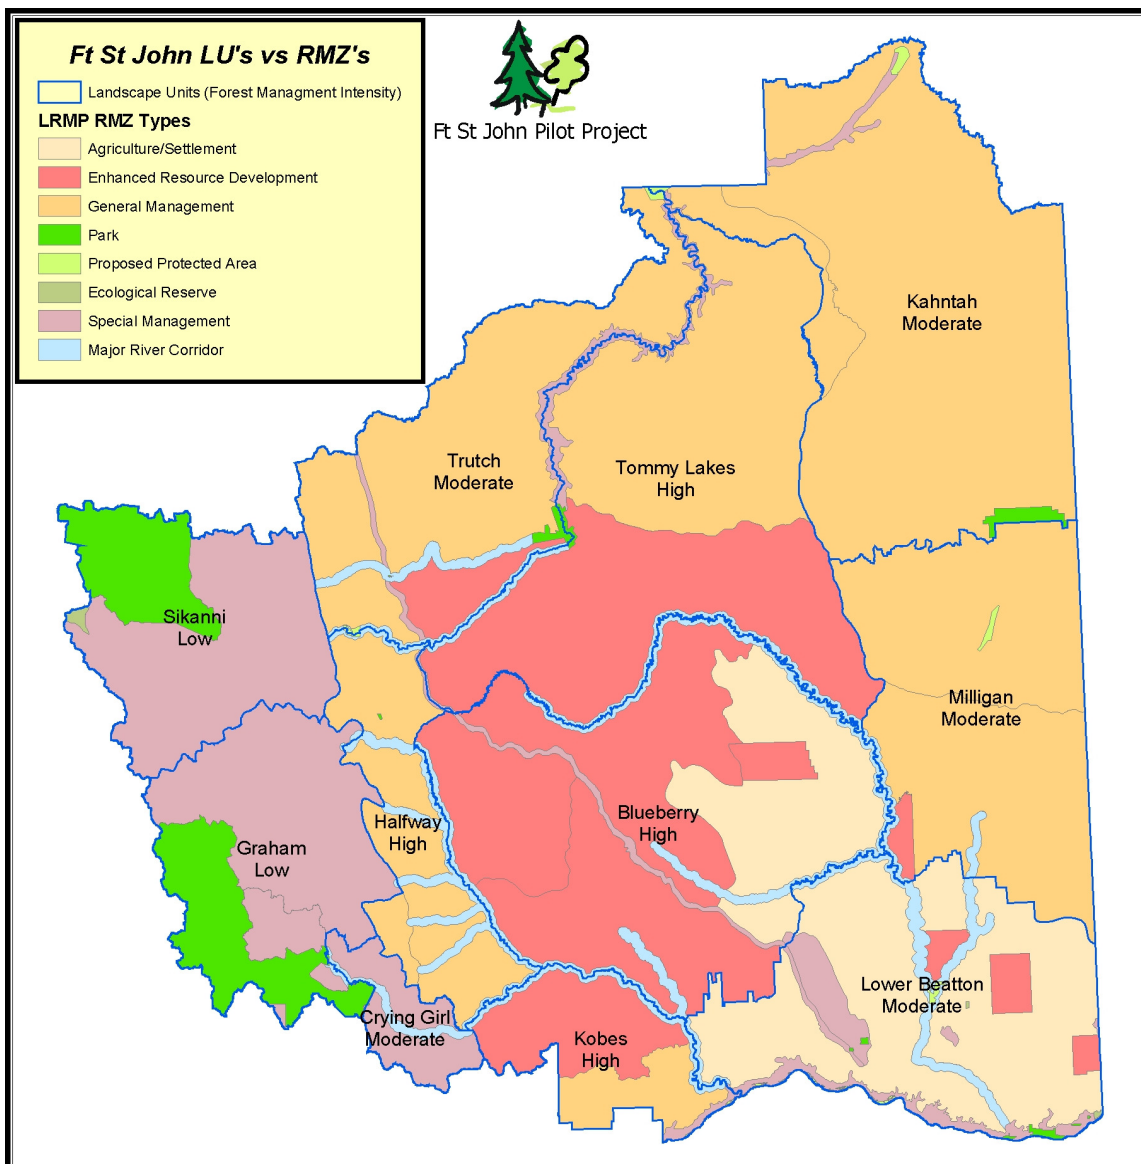 Ft St John LU's vs RMZ's
Landscape Units (Forest Managment Intensity)
LRMP RMZ Types
Agriculture/Settlement
Enhanced Resource Development
General Management
Park
Proposed Protected Area
Ecological Reserve
Special Management
Major River Corridor
Ft St John Pilot Project
Kahntah
Moderate
Trutch
Moderate
Tommy Lakes
High
Sikanni
Low
Milligan
Moderate
Blueberry
High
Halfway
High
Graham
Low
Lower Beatton
Moderate
Crying Girl
Moderate
Kobes
High